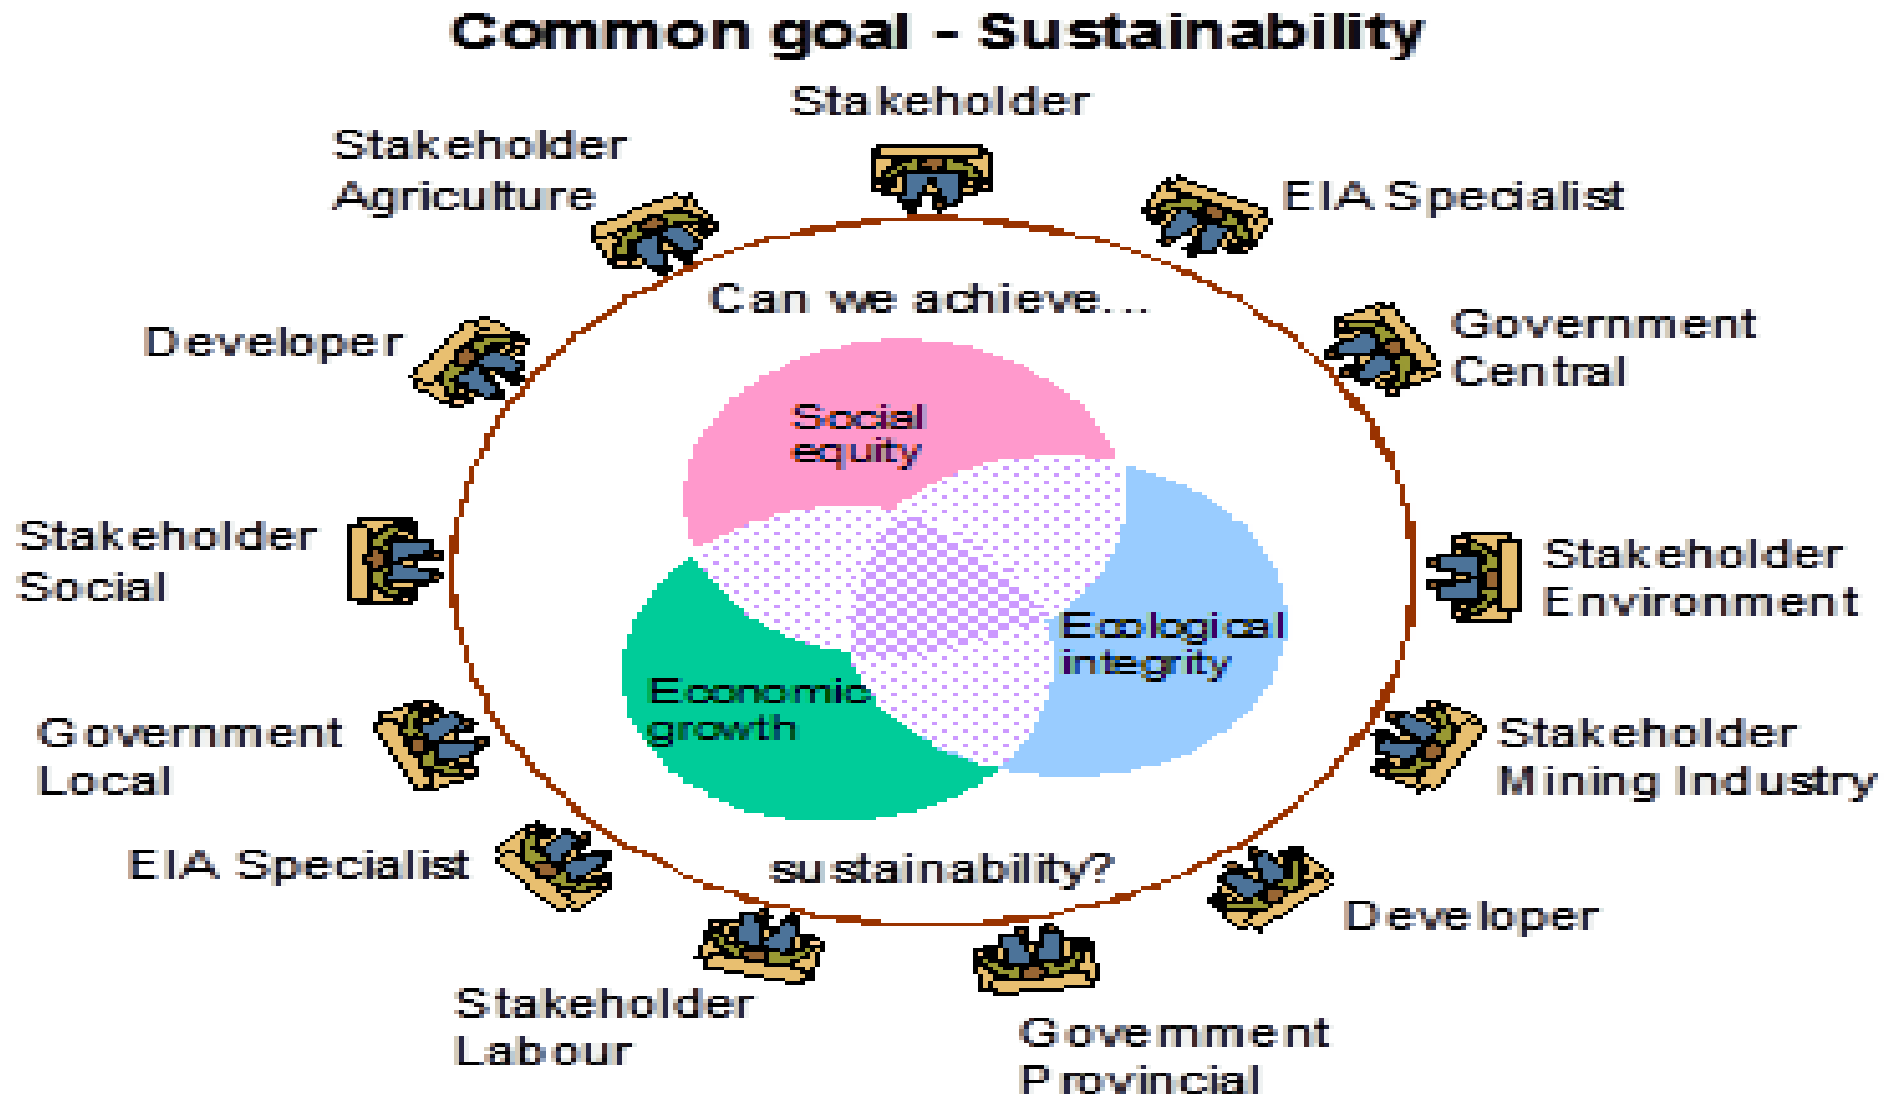 Common goal - Sustainability
Stakeholder
Stakeholder
Agriculture
EIA Specialist
Can we achieve...
Developer
Government
Central
Social
equity
Stakeholder
Social
Stakeholder
Environment
Ecological
integrity
Economic
growth
Government
Local
Stakeholder
Mining Industry
EIA Specialist
sustainability?
Developer
Stakeholder
Labour
Government
Provincial